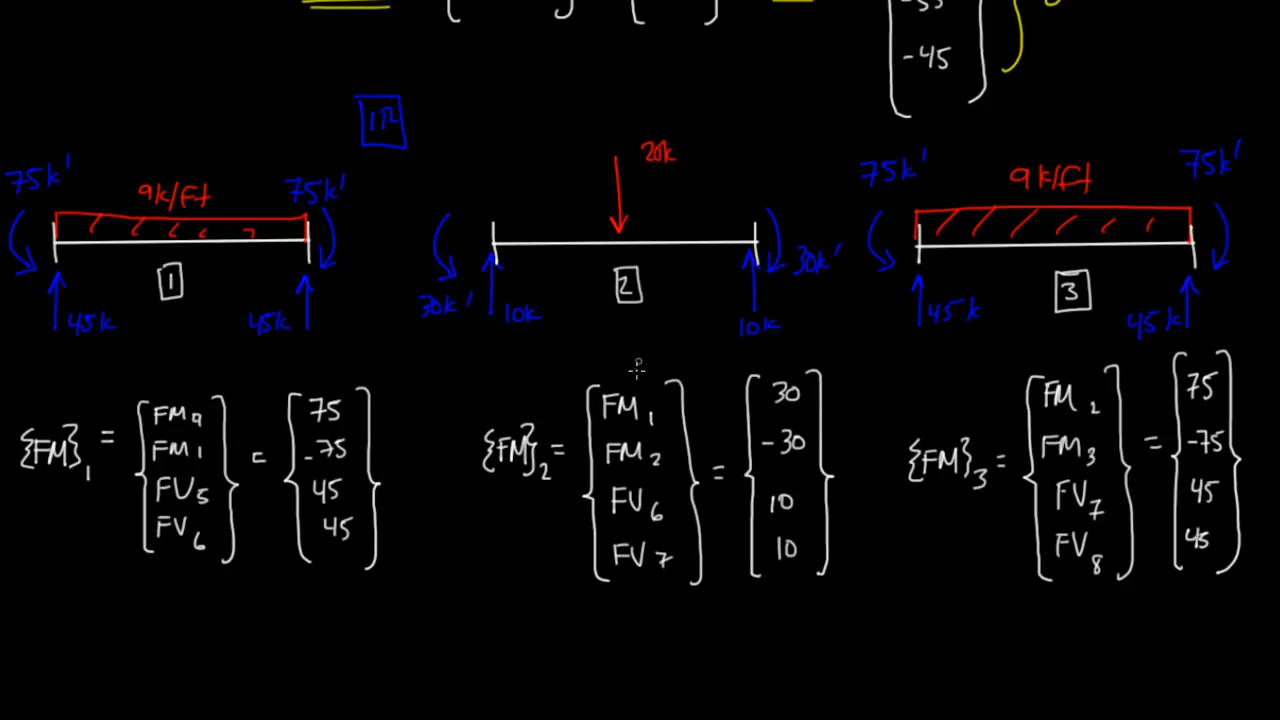 -45
1R
75k' 9k/ft 75k'
20k
75k' 9k/ft 75k'
1
45k 45k
2
30k' 10k 10k 30k'
3
45k 45k
{FM}1 = [FM9 FM1 FV5 FV6] = {75 -75 45 45}
{FM}2 = {FM1 FM2 FV6 FV7} = {30 -30 10 10}
{FM}3 = {FM2 FM3 FV7 FV8} = {75 -75 45 45}